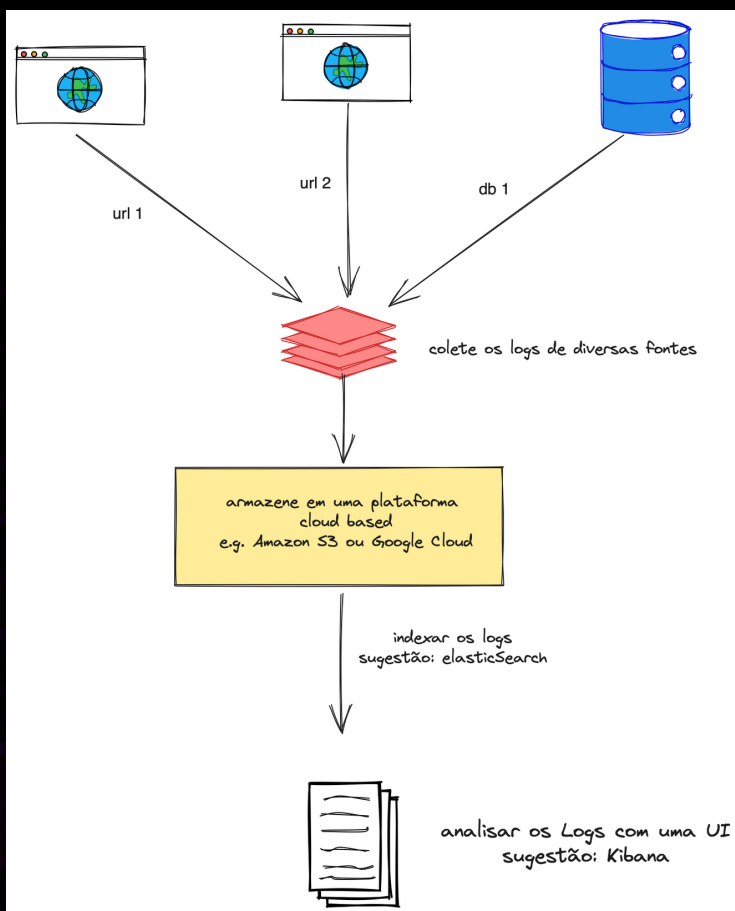 url 1
url 2
db 1
colete os logs de diversas fontes
armazene em uma plataforma
cloud based
e.g. Amazon S3 ou Google Cloud
indexar os logs
sugestão: elasticSearch
analisar os Logs com uma UI
sugestão: Kibana